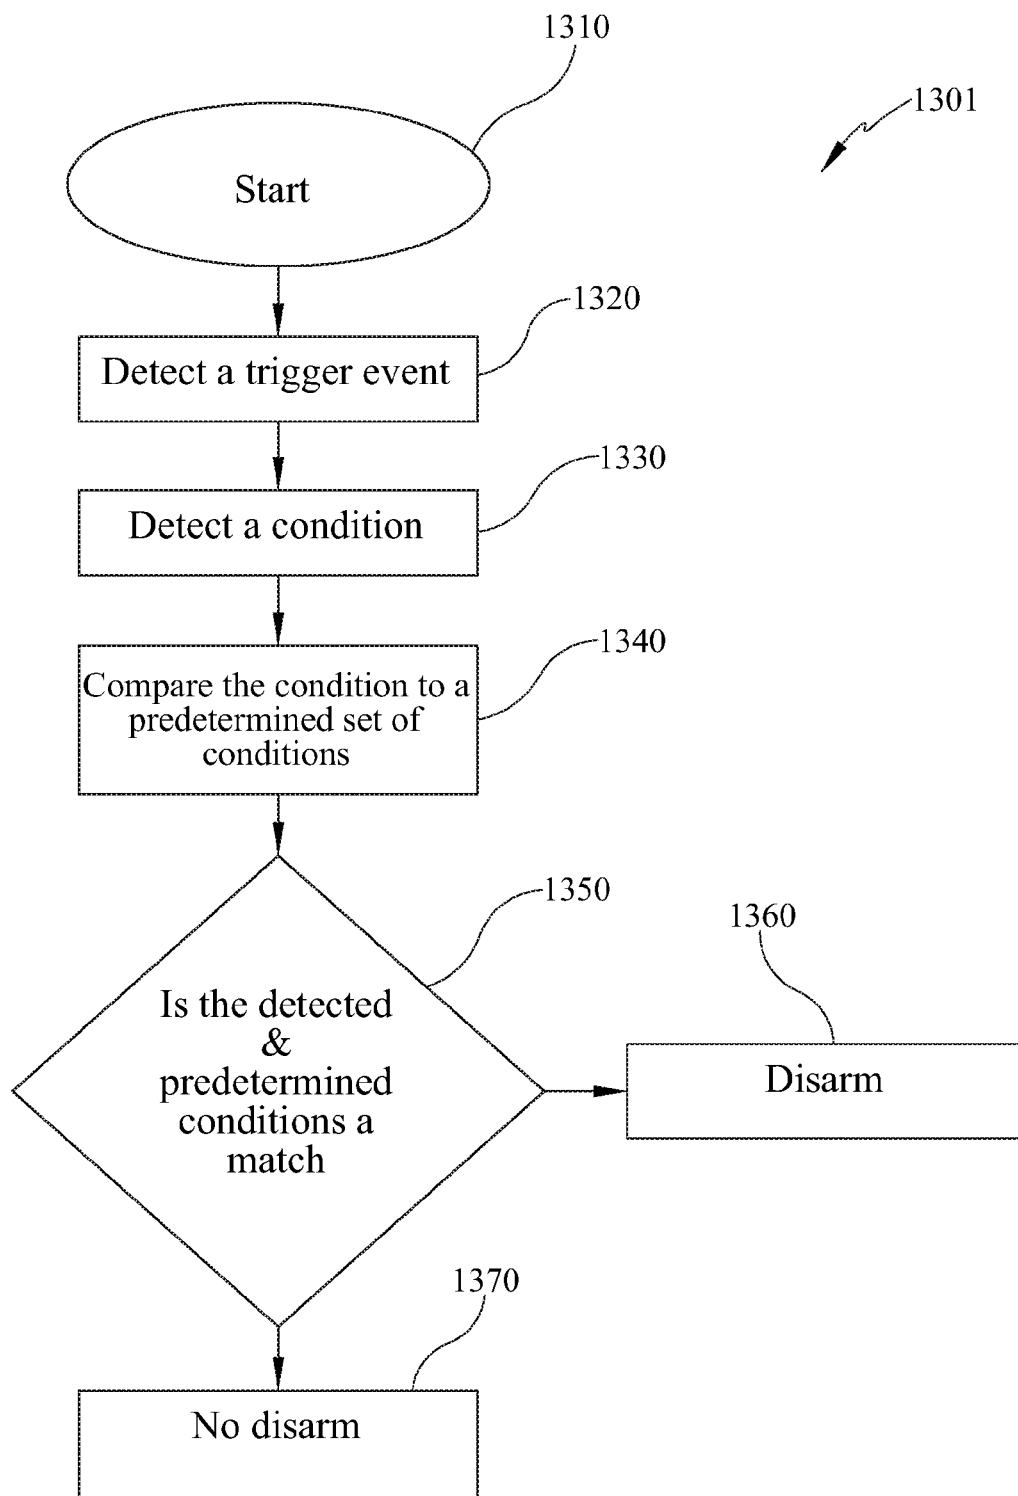 1310
1301
Start
1320
Detect a trigger event
1330
Detect a condition
1340
Compare the condition to a
predetermined set of
conditions
1350
1360
Is the detected
&
predetermined
conditions a
match
Disarm
1370
No disarm